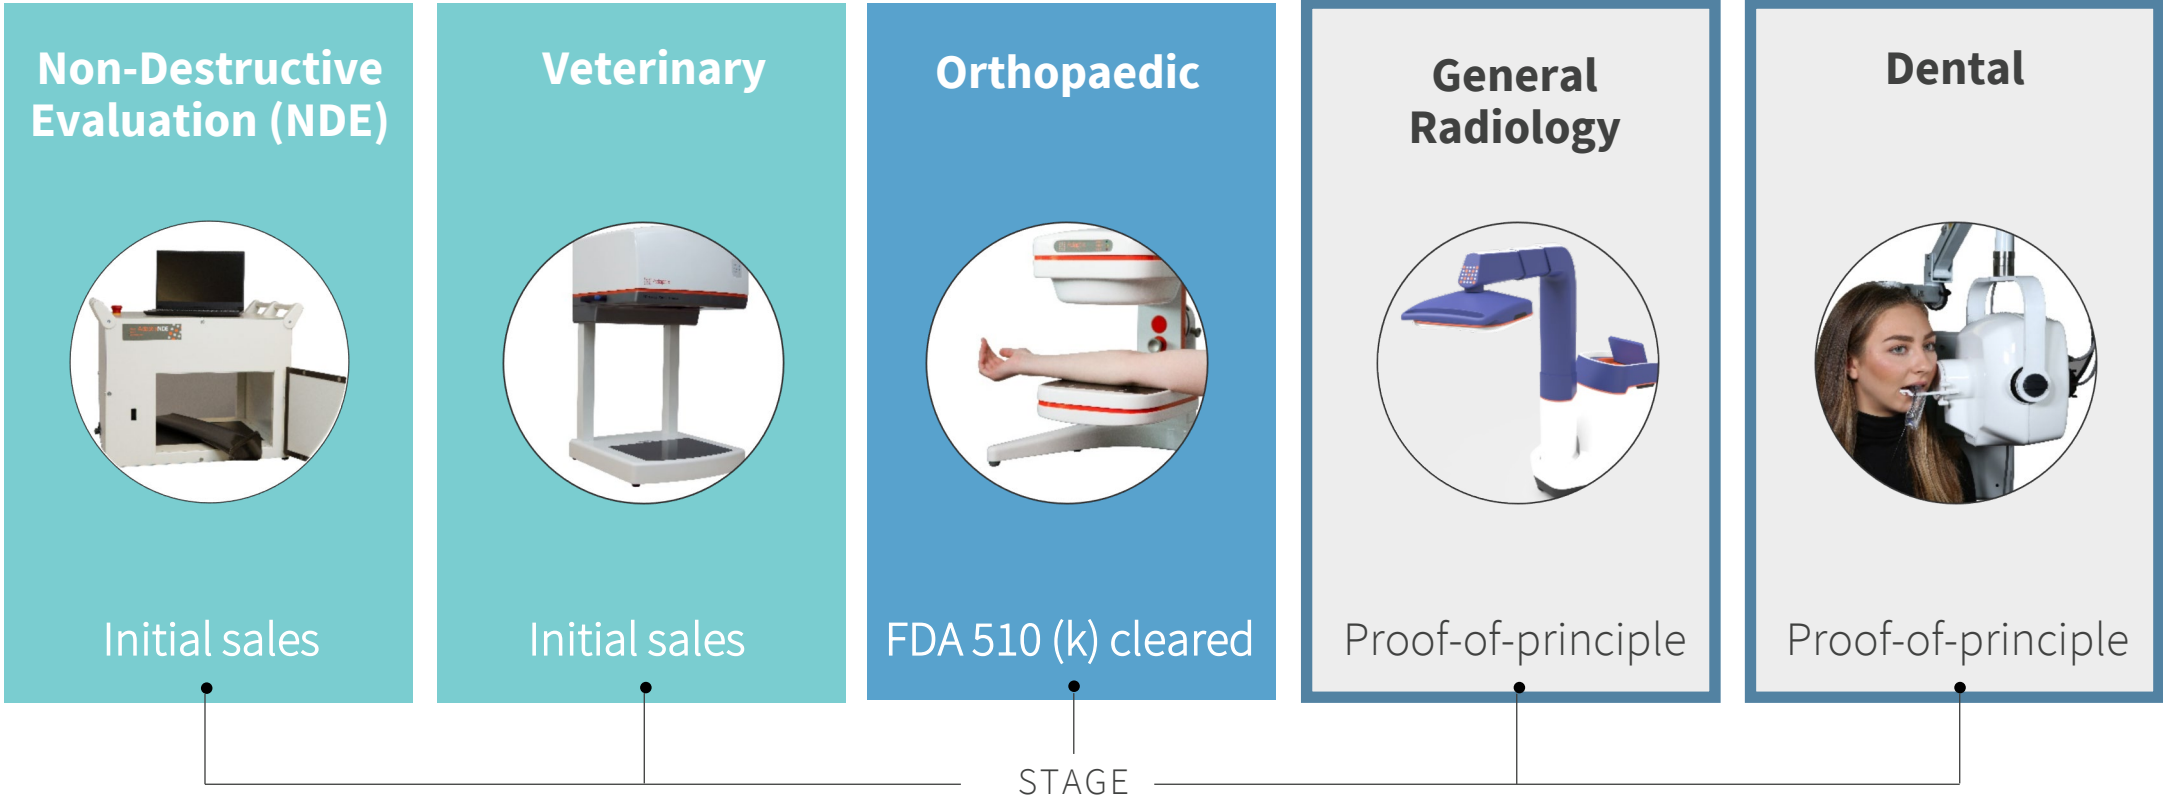 Non-Destructive
Evaluation (NDE)
Veterinary
Orthopaedic
General
Radiology
Dental
Initial sales
Initial sales
FDA 510 (k) cleared
Proof-of-principle
Proof-of-principle
STAGE